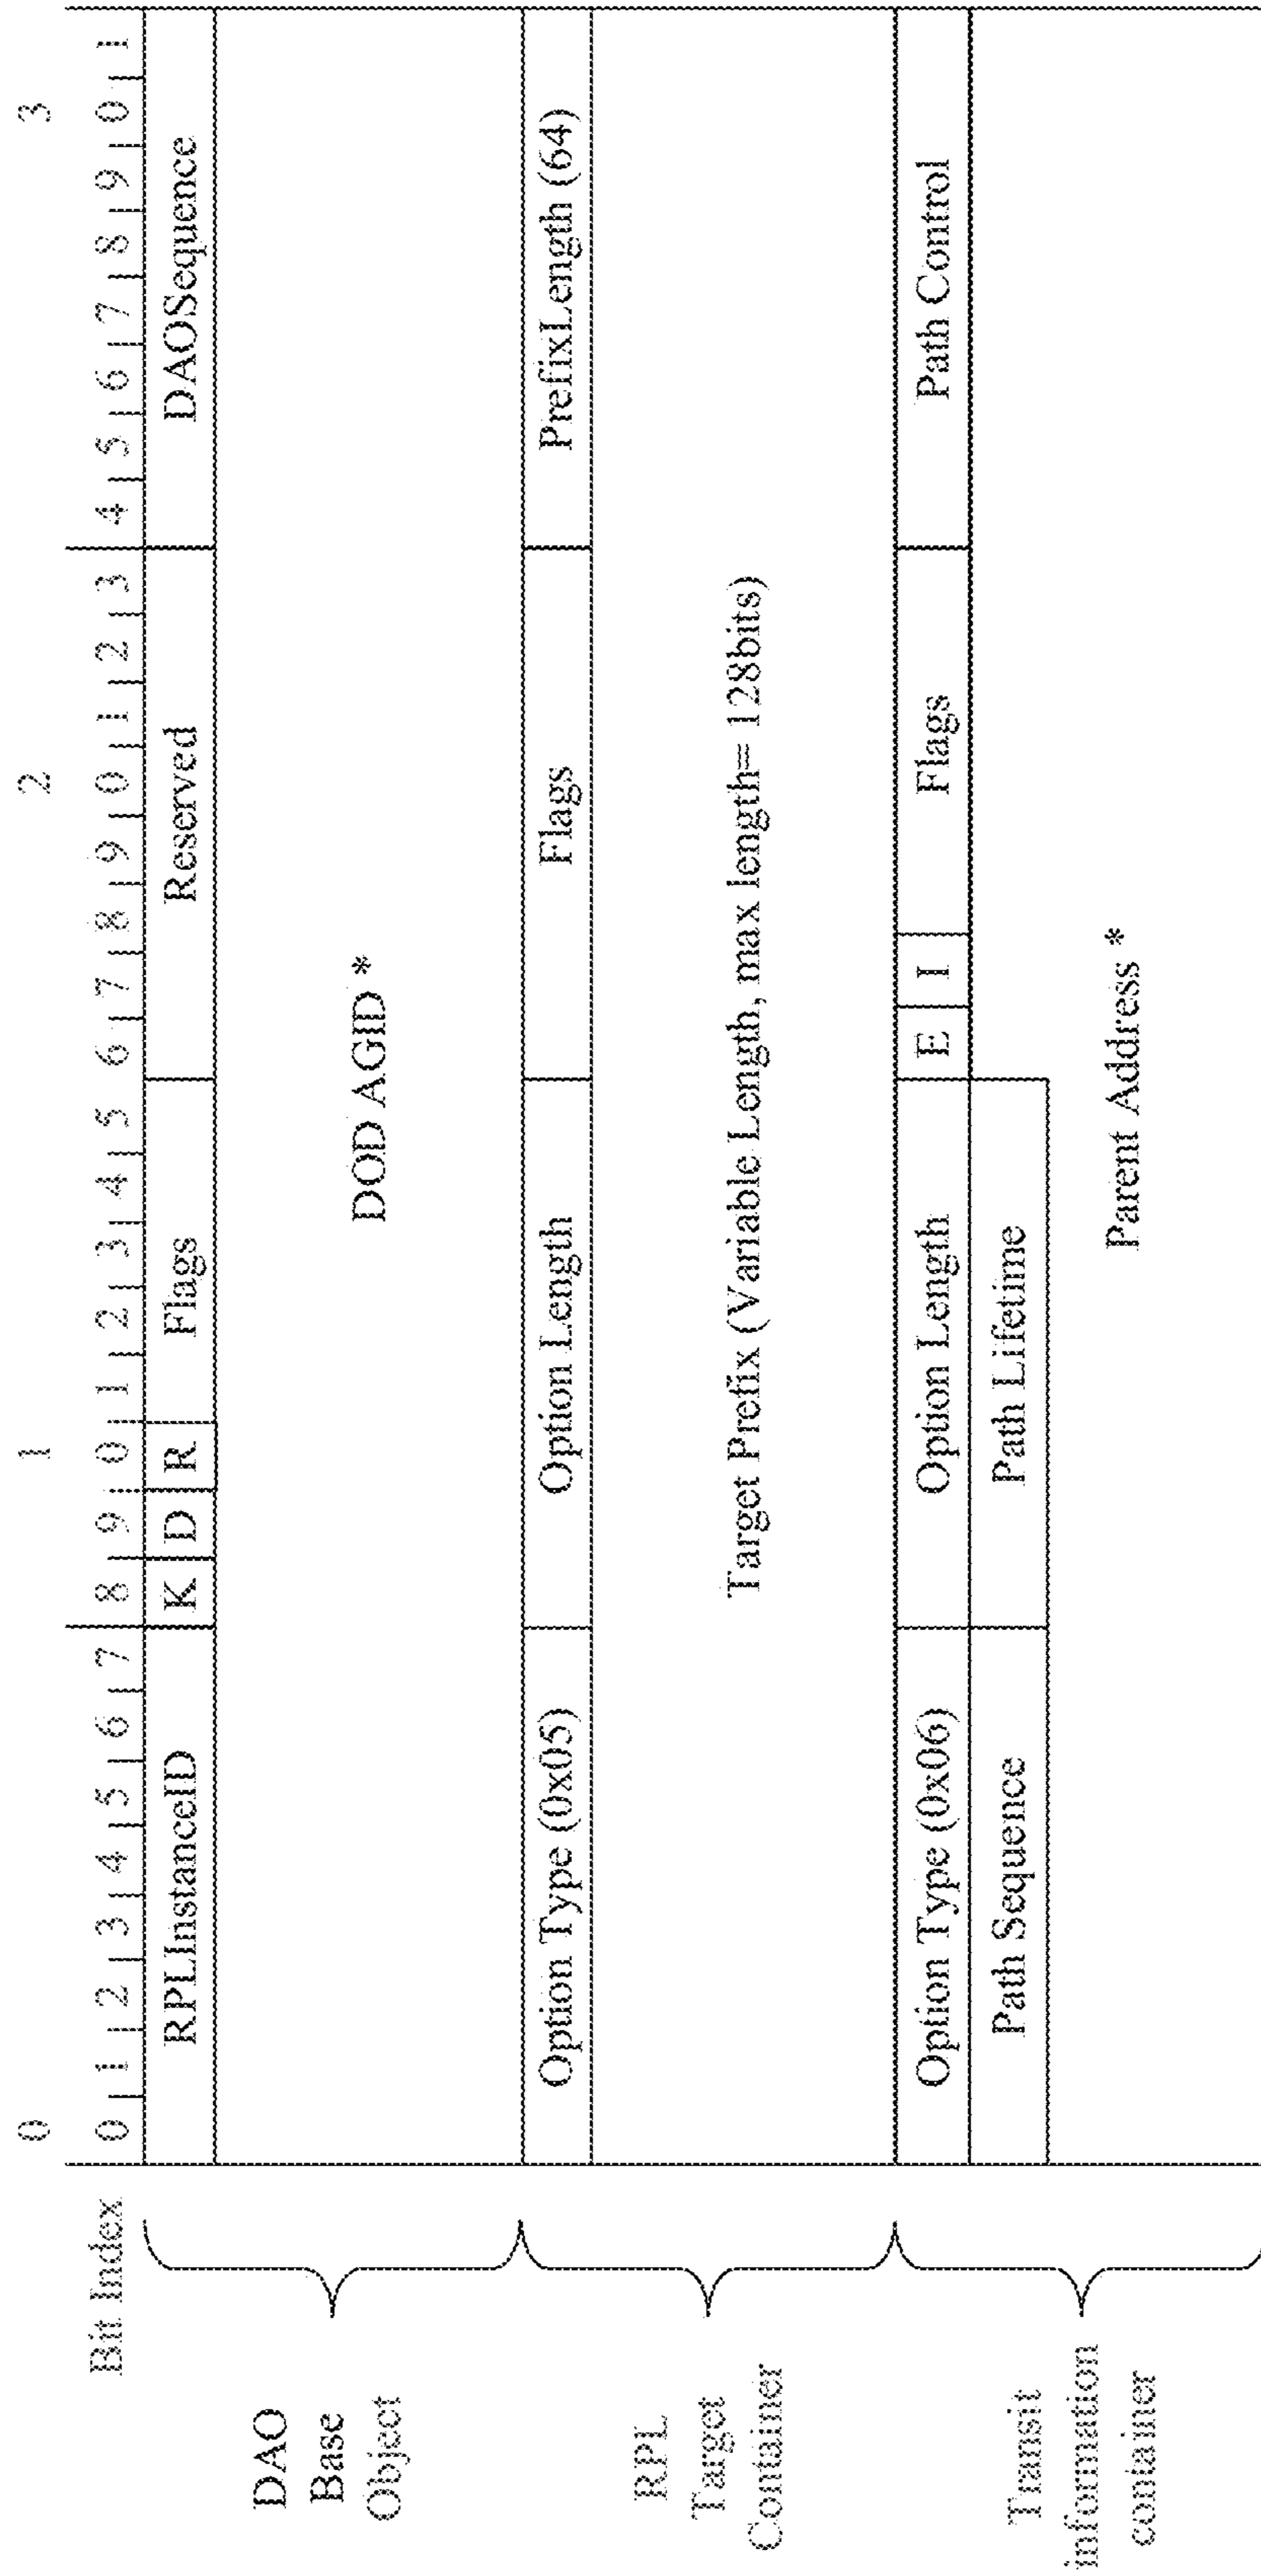 0 1 2 3
Bit Index 0 1 2 3 4 5 6 7 8 9 0 1 2 3 4 5 6 7 8 9 0 1 2 3 4 5 6 7 8 9 0 1
DAO
Base
Object
RPLInstanceID K D R Flags Reserved DAOSequence
DOD AGID *
RPL
Target
Container
Option Type (0x05) Option Length Flags PrefixLength (64)
Target Prefix (Variable Length, max length= 128bits)
Transit
information
container
Option Type (0x06) Option Length E I Flags Path Control
Path Sequence Path Lifetime
Parent Address *